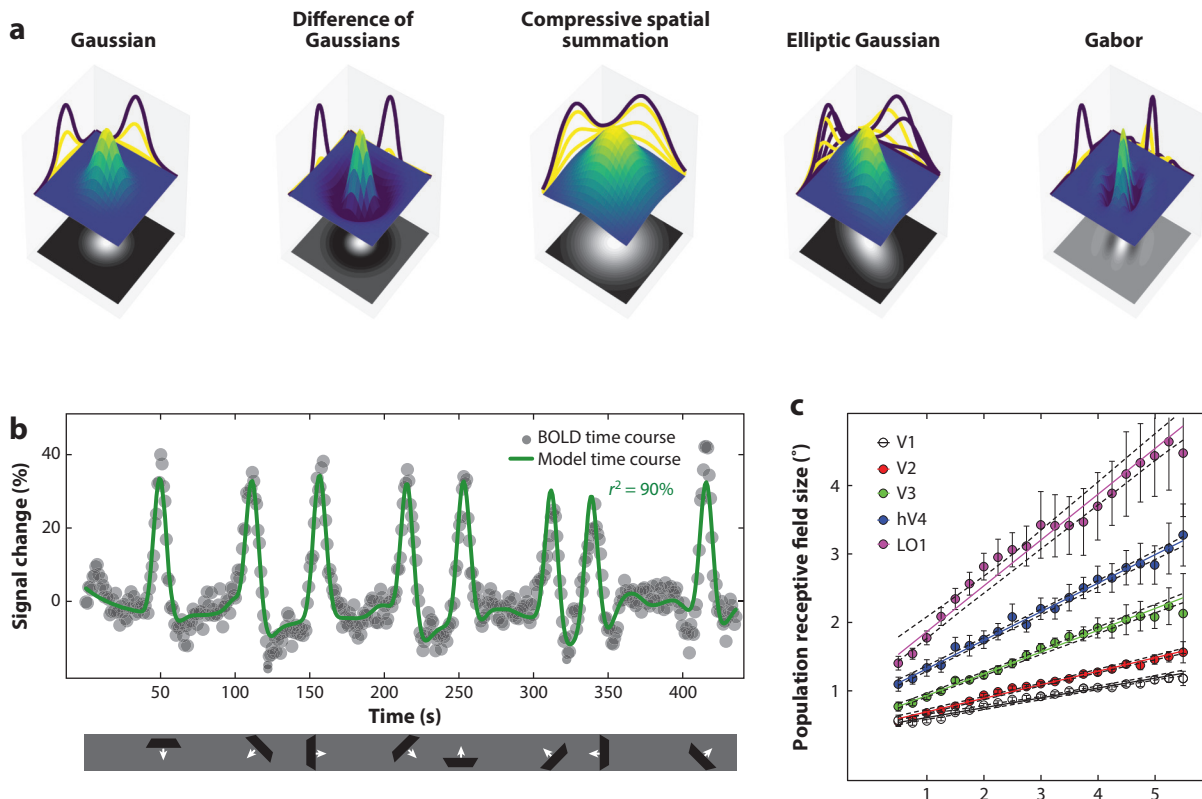 a
Gaussian
Difference of
Gaussians
Compressive spatial
summation
Elliptic Gaussian
Gabor
b
Signal change (%)
40
20
0
BOLD time course
Model time course
r² = 90%
50
100
150
200
250
300
350
400
Time (s)
c
Population receptive field size (°)
V1
V2
V3
hV4
LO1
4
3
2
1
1
2
3
4
5